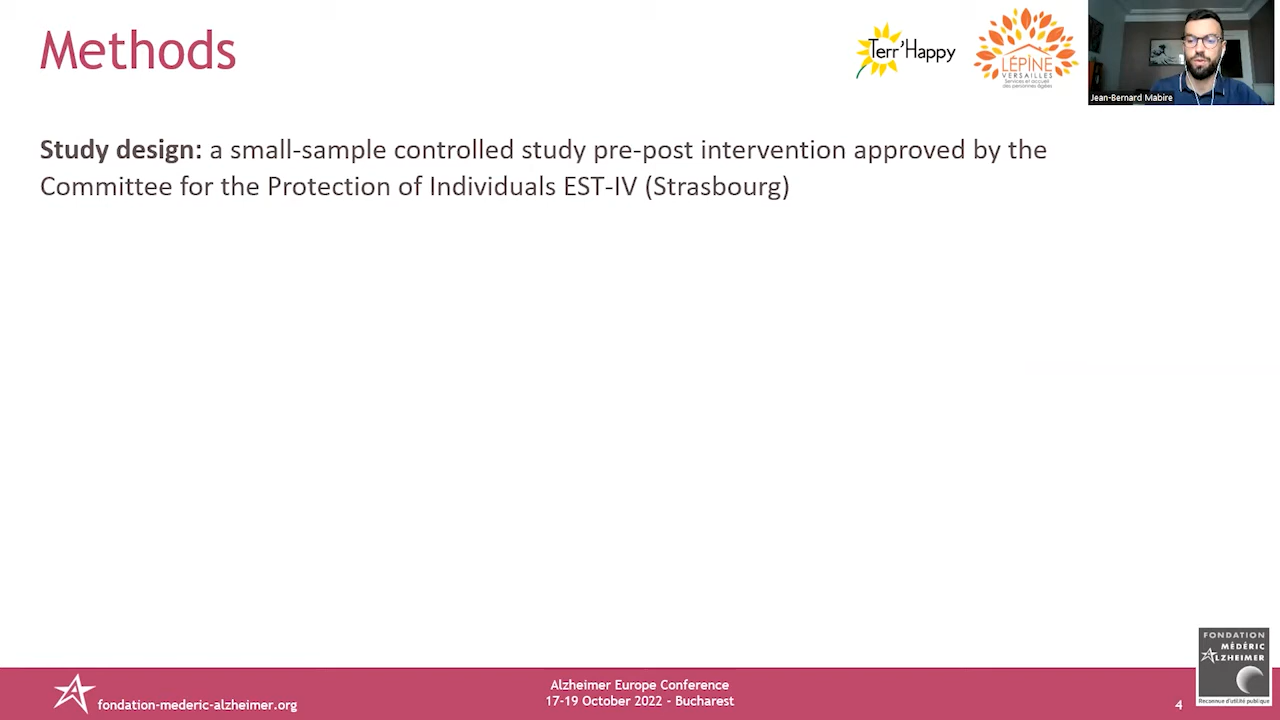 Methods
Terr'Happy
LÉPINE
VERSAILLES
Services et accueil
des personnes âgées
Jean-Bernard Mabire
Study design: a small-sample controlled study pre-post intervention approved by the
Committee for the Protection of Individuals EST-IV (Strasbourg)
fondation-mederic-alzheimer.org
Alzheimer Europe Conference
17-19 October 2022 - Bucharest
4
FONDATION
MÉDÉRIC
ALZHEIMER
Reconnue d'utilité publique